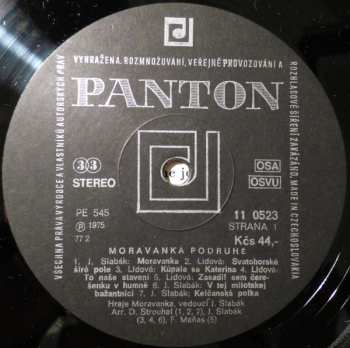 VŠECHNA PRÁVA VÝROBCE A VLASTNÍKŮ AUTORSKÝCH PRÁV VYHRAŽENA. ROZMNOŽOVÁNÍ, VEŘEJNÉ PROVOZOVÁNÍ A ROZHLASOVÉ ŠÍŘENÍ ZAKÁZÁNO. MADE IN CZECHOSLOVAKIA
PANTON
33
STEREO
OSA
OSVU
PE 545
℗ 1975
77 2
11 0523
STRANA 1
Kčs 44,-
MORAVANKA PODRUHÉ
1. J. Slabák: Moravanka 2. Lidová: Svatoborské
širé pole 3. Lidová: Kúpala sa Kateřina 4. Lidová:
To naše stavení 5. Lidová: Zasadil sem čere-
šenku v humně 6. J. Slabák: V tej milotskej
bažantnici 7. J. Slabák: Kelčanská polka
Hraje Moravanka, vedoucí J. Slabák
Arr. D. Strouhal (1, 2, 7), J. Slabák
(3, 4, 6), F. Maňas (5)